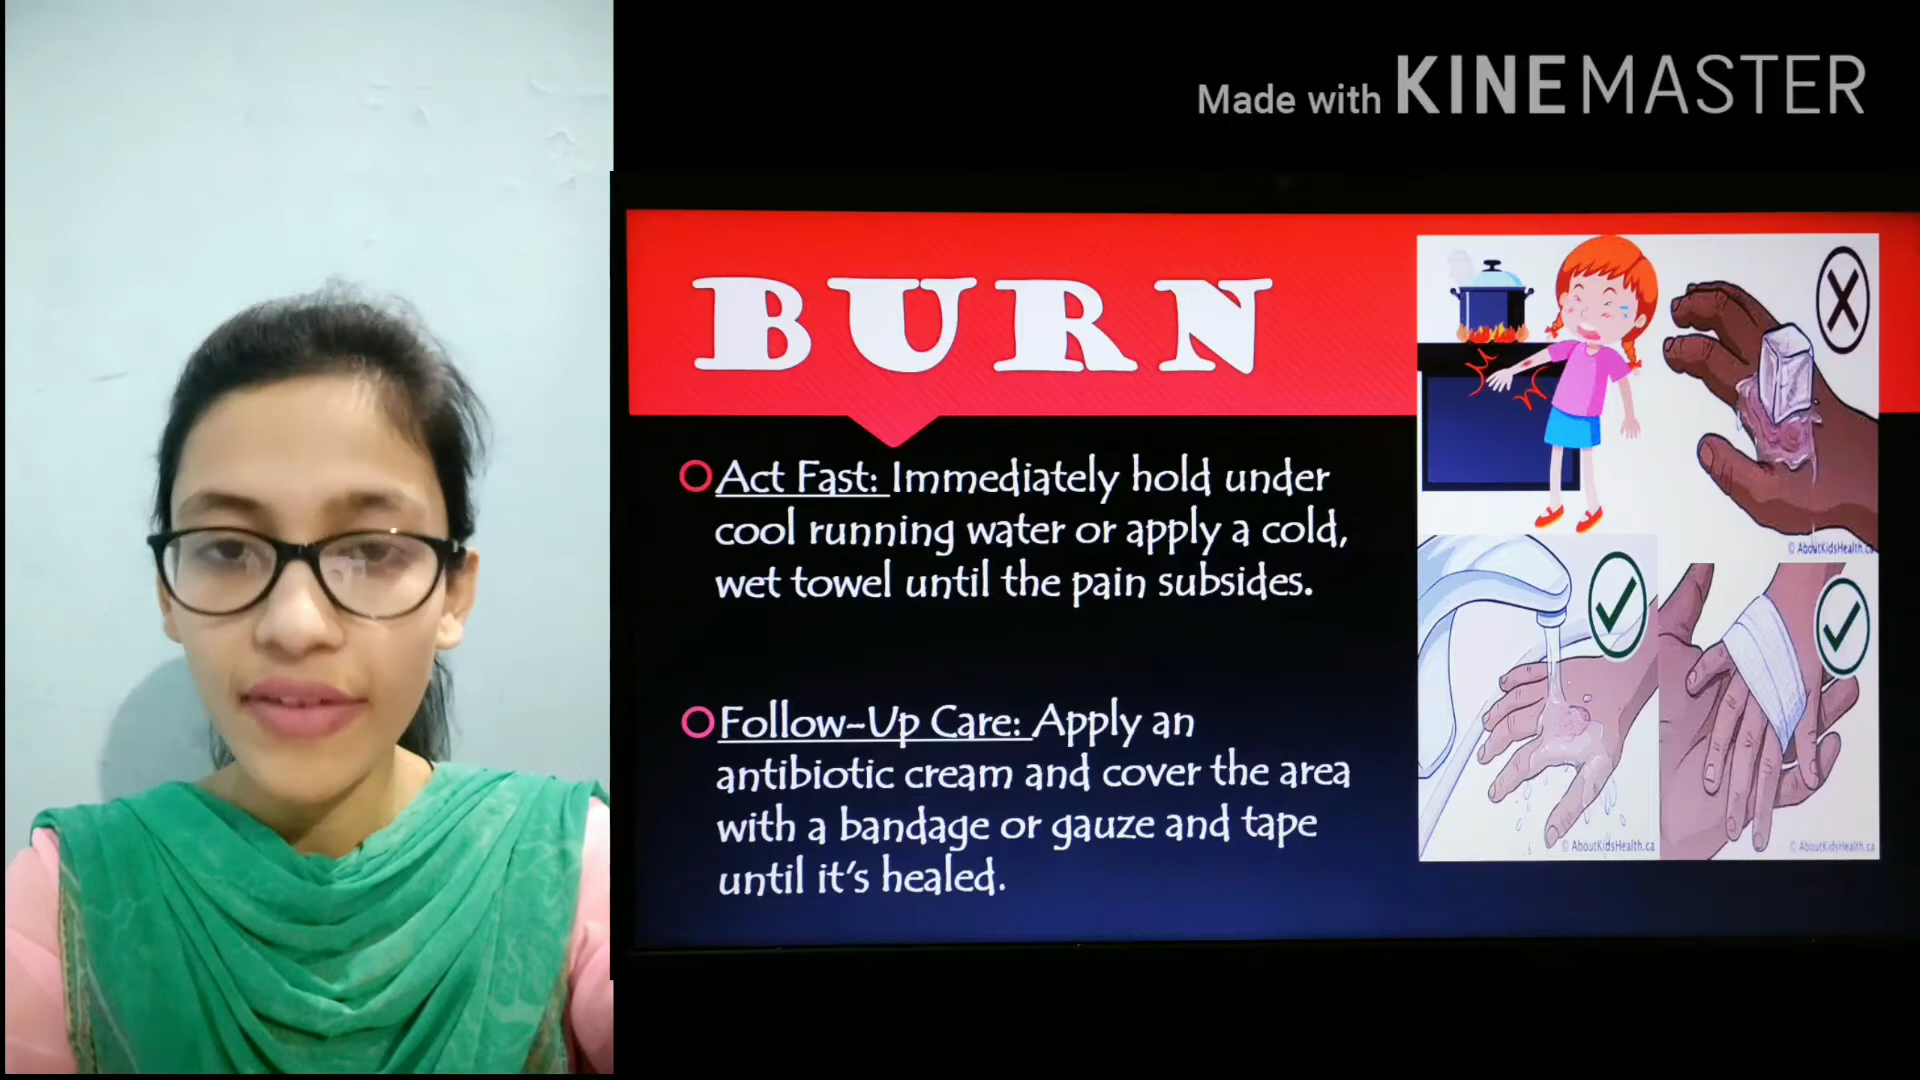 Made with KINEMASTER
BURN
Act Fast: Immediately hold under
cool running water or apply a cold,
wet towel until the pain subsides.
Follow-Up Care: Apply an
antibiotic cream and cover the area
with a bandage or gauze and tape
until it's healed.
© AboutKidsHealth.ca
© AboutKidsHealth.ca
© AboutKidsHealth.ca